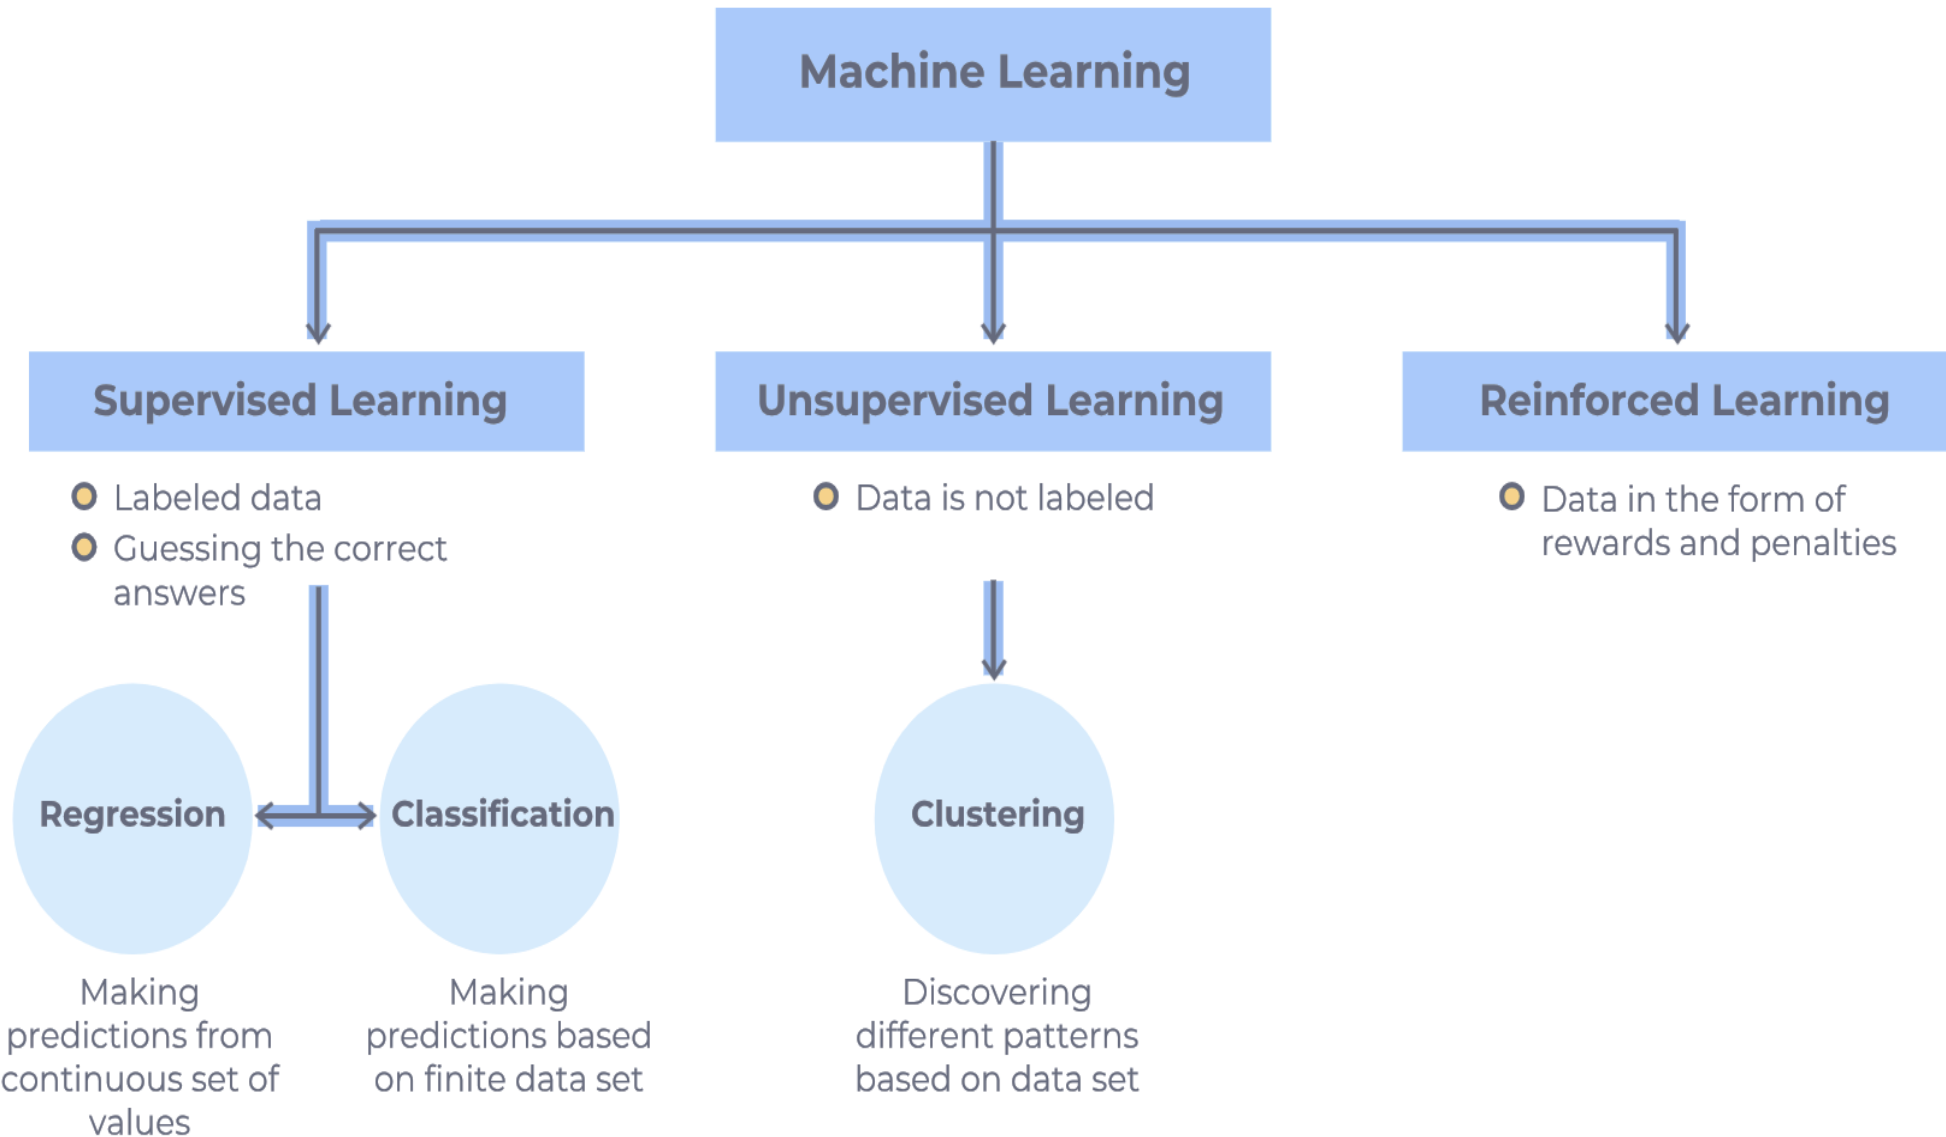 Machine Learning
Supervised Learning
Labeled data
Guessing the correct
answers
Regression
Making
predictions from
continuous set of
values
Classification
Making
predictions based
on finite data set
Unsupervised Learning
Data is not labeled
Clustering
Discovering
different patterns
based on data set
Reinforced Learning
Data in the form of
rewards and penalties